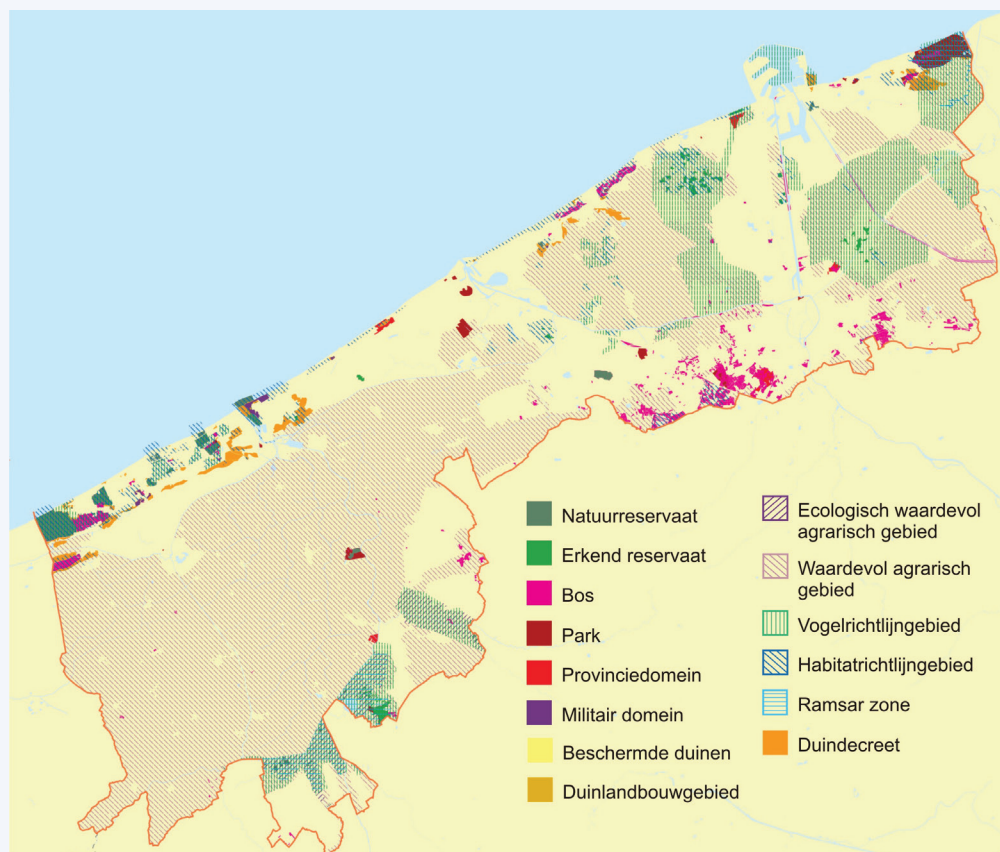 Natuurreservaat
Erkend reservaat
Bos
Park
Provinciedomein
Militair domein
Beschermde duinen
Duinlandbouwgebied
Ecologisch waardevol
agrarisch gebied
Waardevol agrarisch
gebied
Vogelrichtlijngebied
Habitatrichtlijngebied
Ramsar zone
Duindecreet